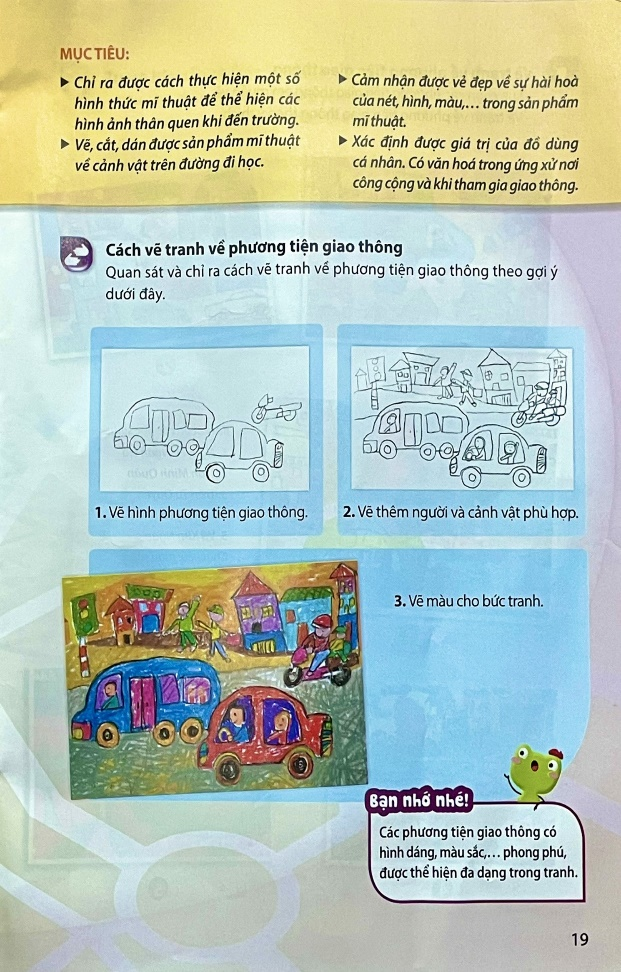 MỤC TIÊU:
Chỉ ra được cách thực hiện một số
hình thức mĩ thuật để thể hiện các
hình ảnh thân quen khi đến trường.
Vẽ, cắt, dán được sản phẩm mĩ thuật
về cảnh vật trên đường đi học.
Cảm nhận được vẻ đẹp về sự hài hoà
của nét, hình, màu,... trong sản phẩm
mĩ thuật.
Xác định được giá trị của đồ dùng
cá nhân. Có văn hoá trong ứng xử nơi
công cộng và khi tham gia giao thông.
Cách vẽ tranh về phương tiện giao thông
Quan sát và chỉ ra cách vẽ tranh về phương tiện giao thông theo gợi ý
dưới đây.
1. Vẽ hình phương tiện giao thông.
2. Vẽ thêm người và cảnh vật phù hợp.
3. Vẽ màu cho bức tranh.
Bạn nhớ nhé!
Các phương tiện giao thông có
hình dáng, màu sắc,... phong phú,
được thể hiện đa dạng trong tranh.
19